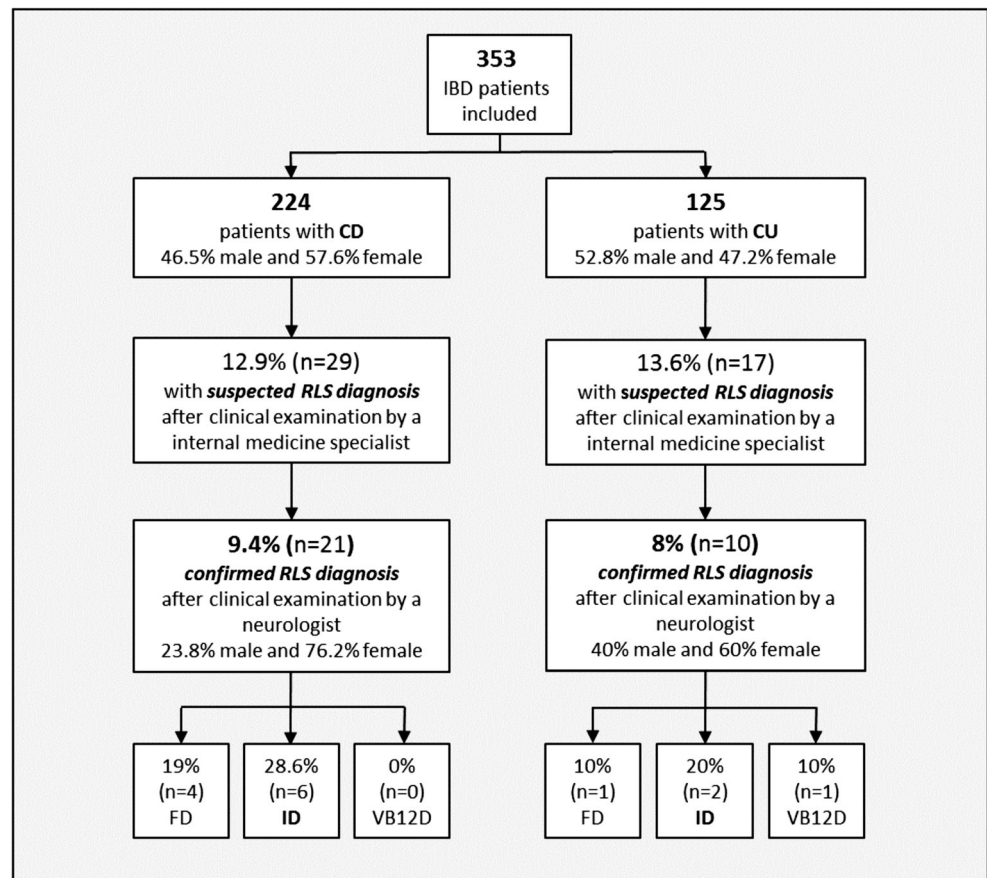 353
IBD patients
included
224
patients with CD
46.5% male and 57.6% female
125
patients with CU
52.8% male and 47.2% female
12.9% (n=29)
with suspected RLS diagnosis
after clinical examination by a
internal medicine specialist
13.6% (n=17)
with suspected RLS diagnosis
after clinical examination by a
internal medicine specialist
9.4% (n=21)
confirmed RLS diagnosis
after clinical examination by a
neurologist
23.8% male and 76.2% female
8% (n=10)
confirmed RLS diagnosis
after clinical examination by a
neurologist
40% male and 60% female
19%
(n=4)
FD
28.6%
(n=6)
ID
0%
(n=0)
VB12D
10%
(n=1)
FD
20%
(n=2)
ID
10%
(n=1)
VB12D